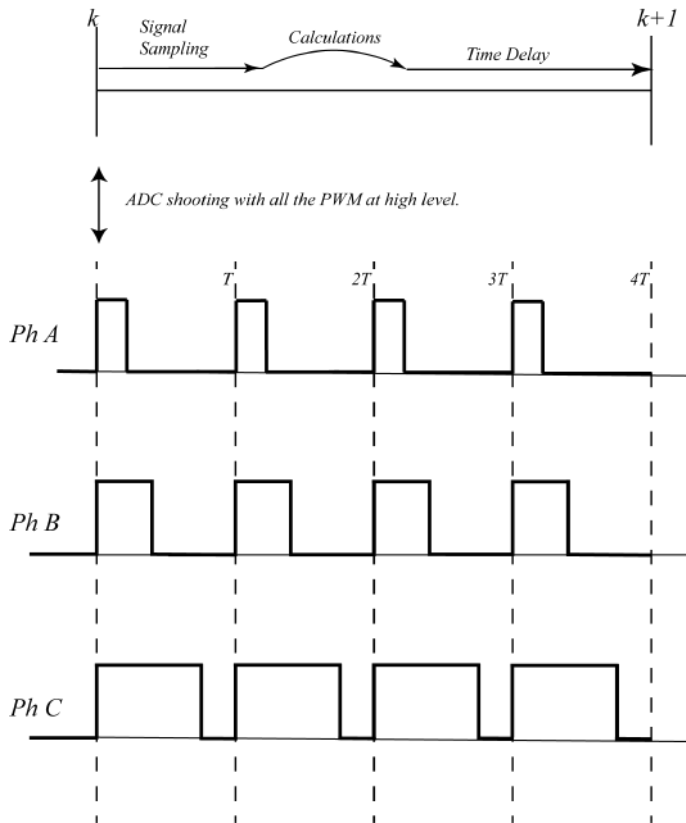 k
k+1
Signal
Sampling
Calculations
Time Delay
ADC shooting with all the PWM at high level.
T
2T
3T
4T
Ph A
Ph B
Ph C